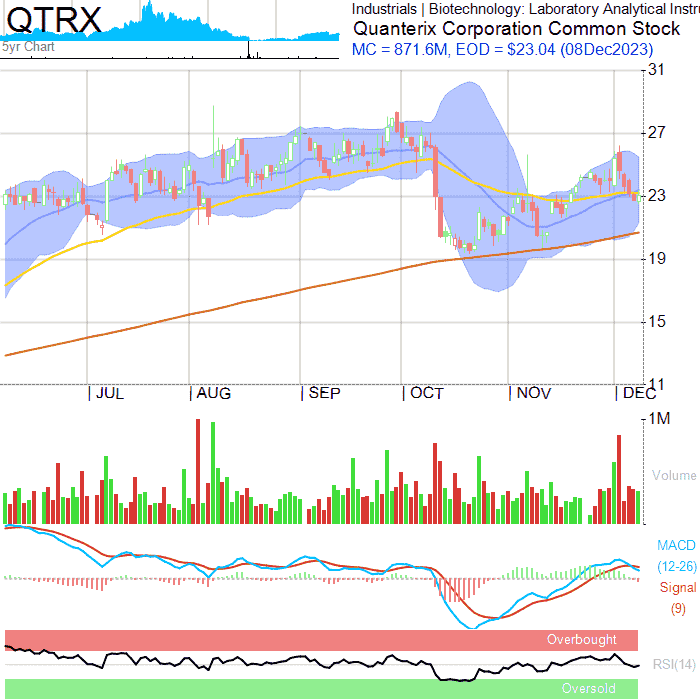 QTRX
5yr Chart
Industrials | Biotechnology: Laboratory Analytical Instru
Quanterix Corporation Common Stock
MC = 871.6M, EOD = $23.04 (08Dec2023)
31
27
23
19
15
11
JUL AUG SEP OCT NOV DEC
1M
Volume
MACD
(12-26)
Signal
(9)
Overbought
RSI(14)
Oversold